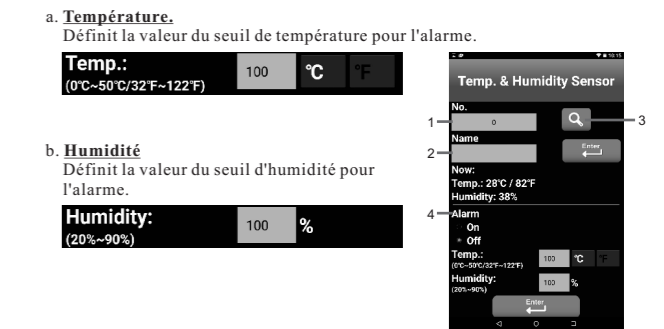 a. Température.
Définit la valeur du seuil de température pour l'alarme.
Temp.:
(0℃~50℃/32℉~122℉)
100
℃
℉
b. Humidité
Définit la valeur du seuil d'humidité pour
l'alarme.
Humidity:
(20%~90%)
100
%
10:15
Temp. & Humidity Sensor
No.
1
0
3
Name
2
Enter
Now:
Temp.: 28℃ / 82℉
Humidity: 38%
4
Alarm
On
Off
Temp.:
(0℃~50℃/32℉~122℉)
100
℃
℉
Humidity:
(20%~90%)
100
%
Enter